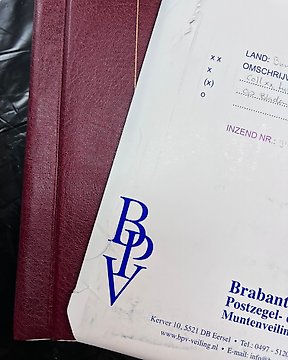 x x
LAND:
x
OMSCHRIJV
(x)
o
INZEND NR.:
BPV
Brabant
Postzegel- &
Muntenveilin
Kerver 10, 5521 DB Eersel • Tel.: 0497 - 512
www.bpv-veiling.nl • E-mail: info@